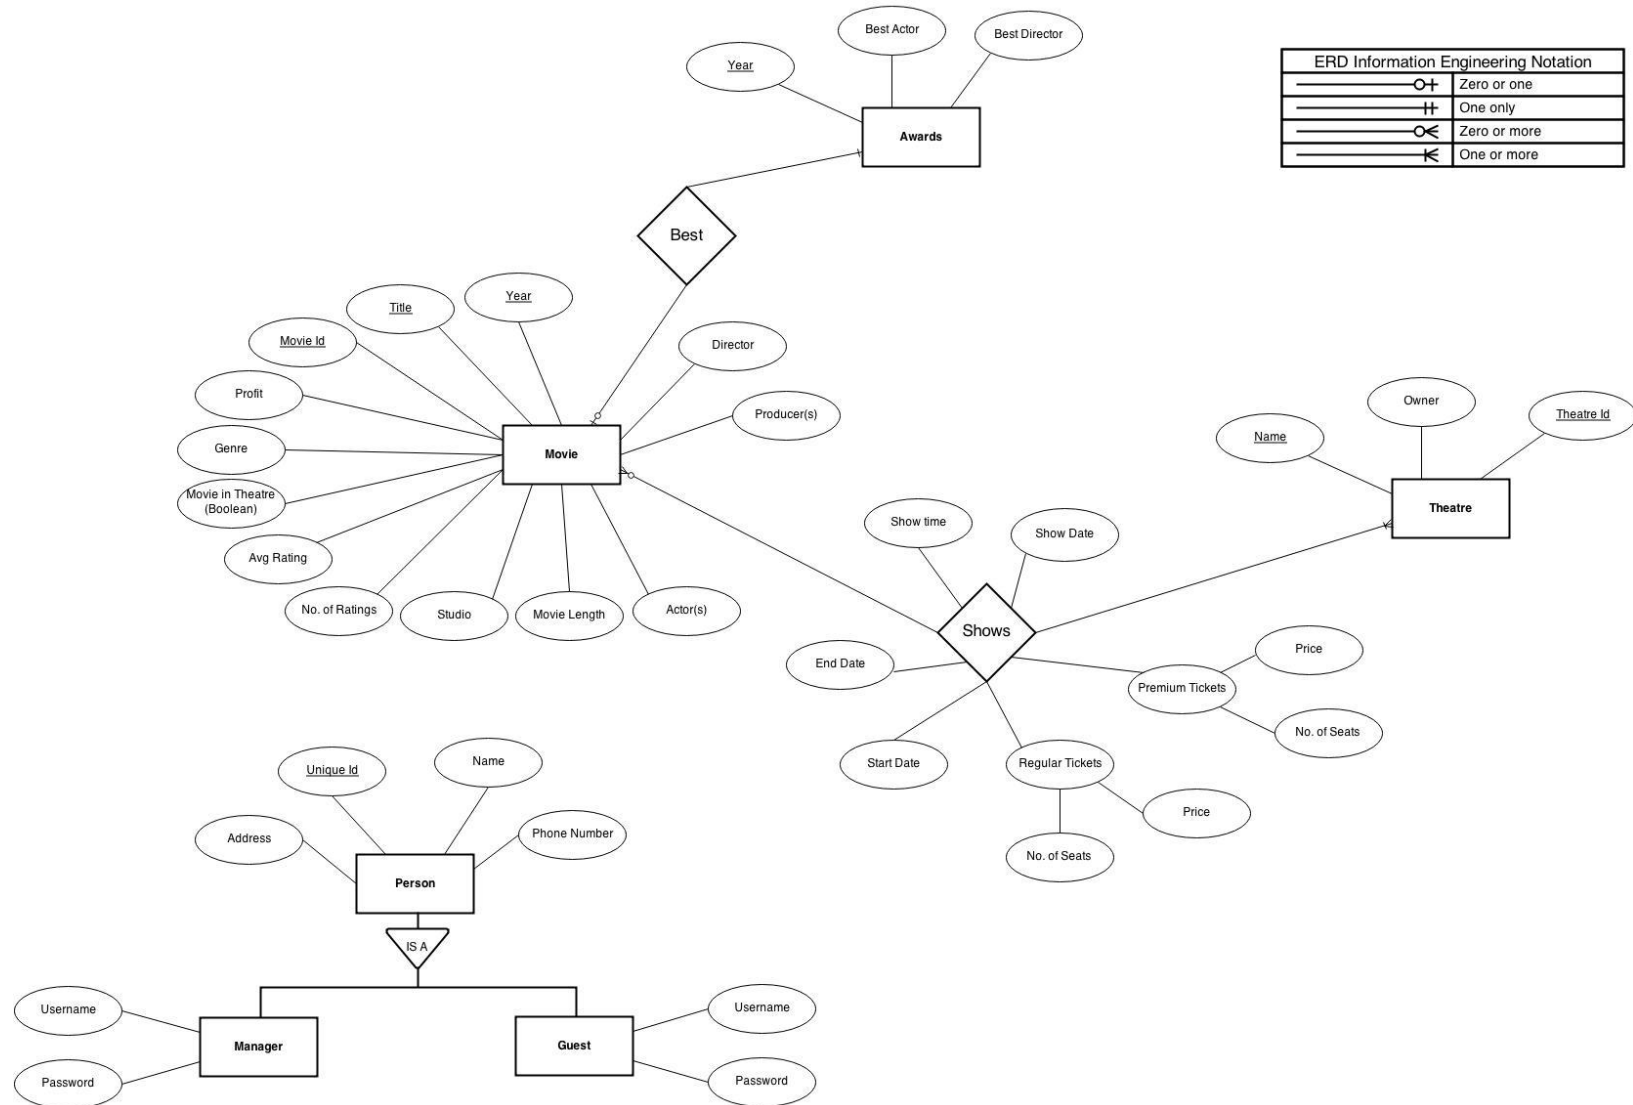 Best Actor
Best Director
Year
Awards
ERD Information Engineering Notation
Zero or one
One only
Zero or more
One or more
Best
Year
Title
Movie Id
Director
Profit
Producer(s)
Genre
Movie
Movie in Theatre
(Boolean)
Avg Rating
No. of Ratings
Studio
Movie Length
Actor(s)
Owner
Name
Theatre Id
Theatre
Show time
Show Date
Shows
End Date
Price
Premium Tickets
No. of Seats
Start Date
Regular Tickets
Price
No. of Seats
Unique Id
Name
Address
Phone Number
Person
IS A
Username
Manager
Password
Username
Guest
Password